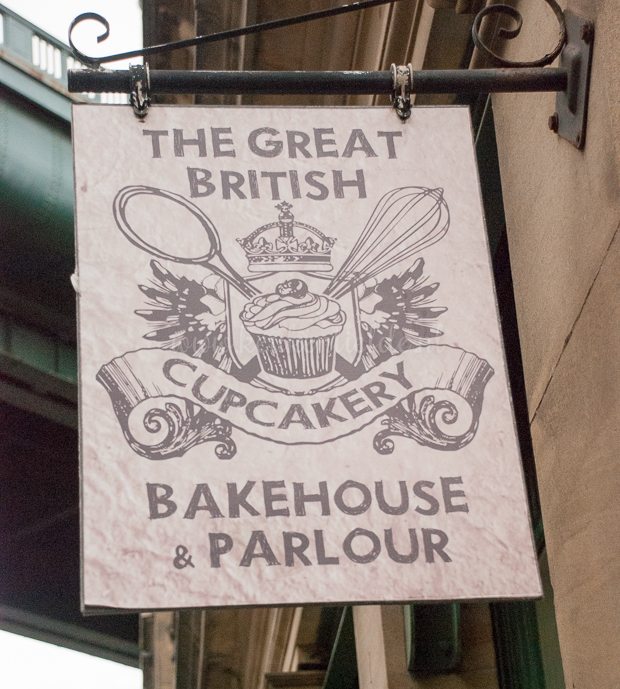 THE GREAT
BRITISH
CUPCAKERY
BAKEHOUSE
& PARLOUR